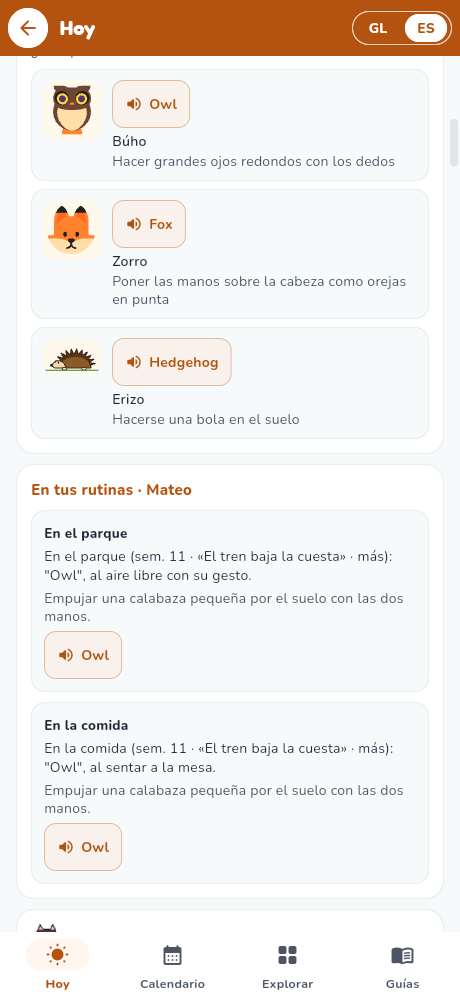 Hoy
GL
ES
Owl
Búho
Hacer grandes ojos redondos con los dedos
Fox
Zorro
Poner las manos sobre la cabeza como orejas
en punta
Hedgehog
Erizo
Hacerse una bola en el suelo
En tus rutinas · Mateo
En el parque
En el parque (sem. 11 · «El tren baja la cuesta» · más):
"Owl", al aire libre con su gesto.
Empujar una calabaza pequeña por el suelo con las dos
manos.
Owl
En la comida
En la comida (sem. 11 · «El tren baja la cuesta» · más):
"Owl", al sentar a la mesa.
Empujar una calabaza pequeña por el suelo con las dos
manos.
Owl
Hoy
Calendario
Explorar
Guías